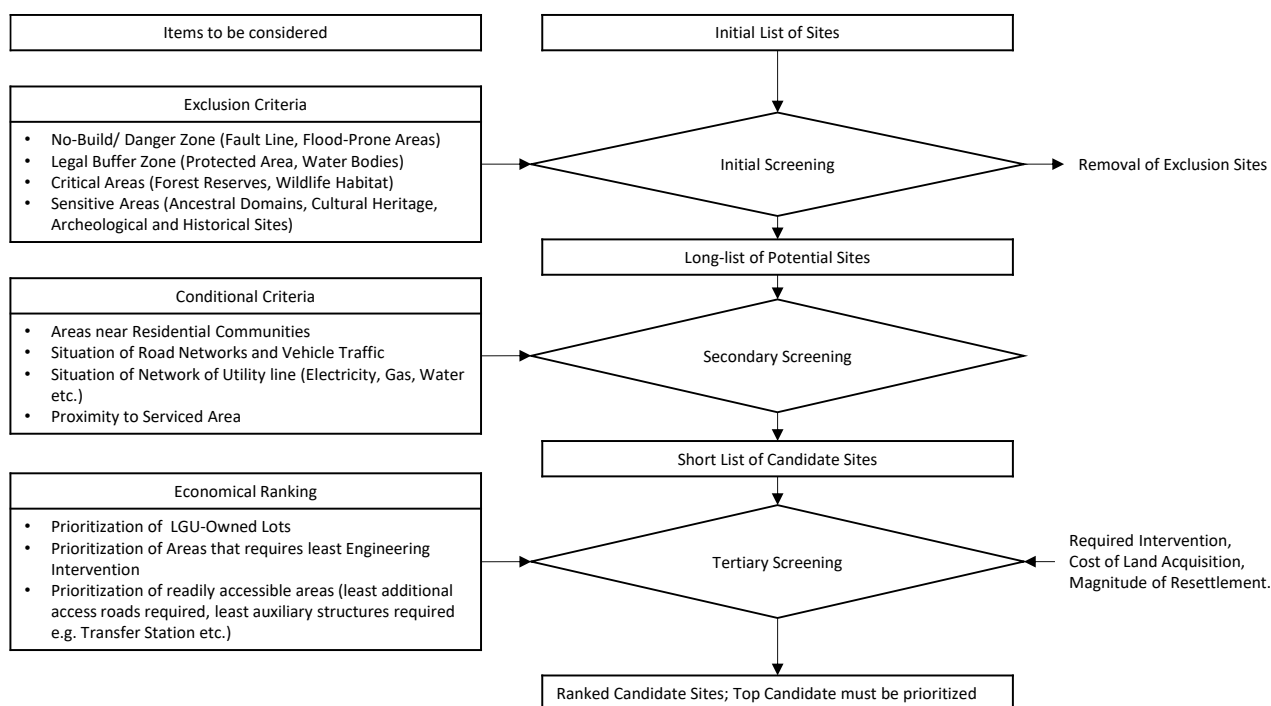 Items to be considered
Initial List of Sites
Exclusion Criteria
• No-Build/ Danger Zone (Fault Line, Flood-Prone Areas)
• Legal Buffer Zone (Protected Area, Water Bodies)
• Critical Areas (Forest Reserves, Wildlife Habitat)
• Sensitive Areas (Ancestral Domains, Cultural Heritage,
Archeological and Historical Sites)
Initial Screening
Removal of Exclusion Sites
Long-list of Potential Sites
Conditional Criteria
• Areas near Residential Communities
• Situation of Road Networks and Vehicle Traffic
• Situation of Network of Utility line (Electricity, Gas, Water
etc.)
• Proximity to Serviced Area
Secondary Screening
Short List of Candidate Sites
Economical Ranking
• Prioritization of LGU-Owned Lots
• Prioritization of Areas that requires least Engineering
Intervention
• Prioritization of readily accessible areas (least additional
access roads required, least auxiliary structures required
e.g. Transfer Station etc.)
Tertiary Screening
Required Intervention,
Cost of Land Acquisition,
Magnitude of Resettlement.
Ranked Candidate Sites; Top Candidate must be prioritized